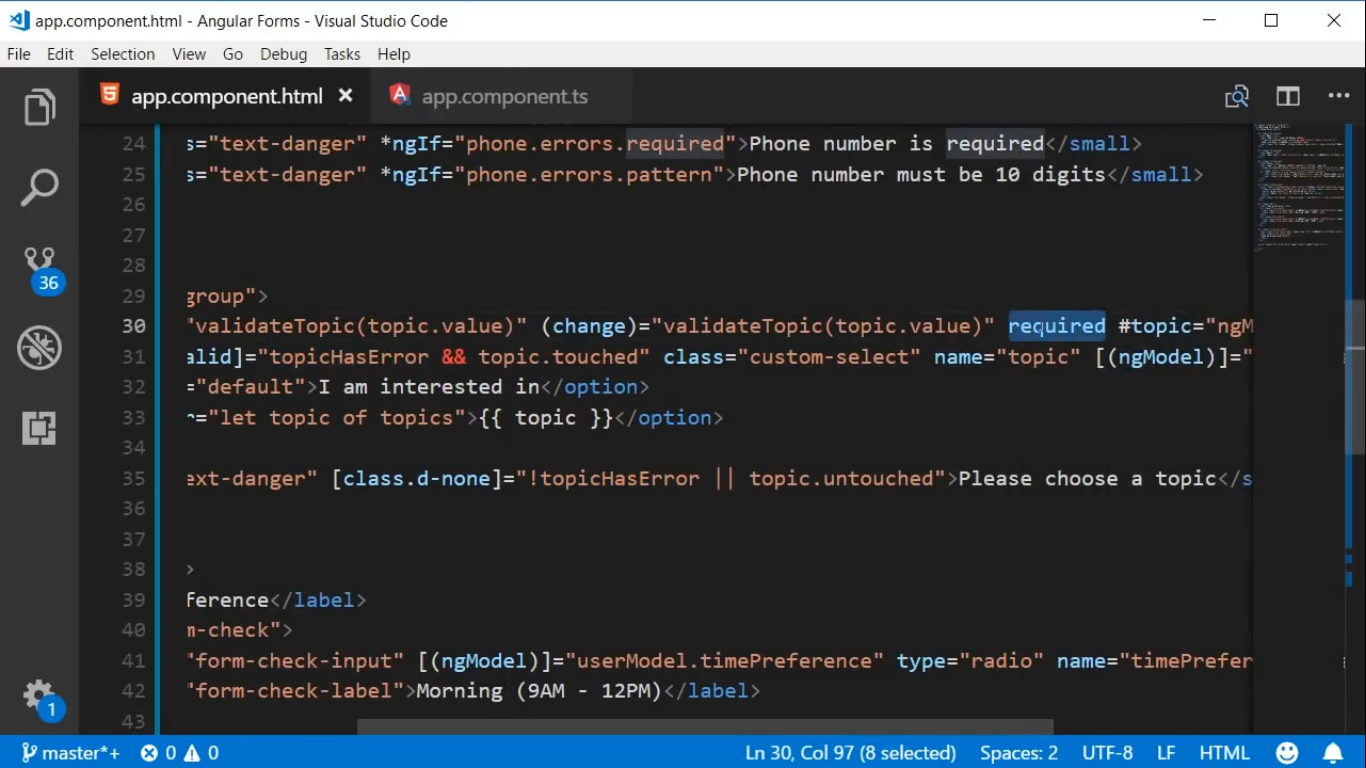 app.component.html - Angular Forms - Visual Studio Code
File Edit Selection View Go Debug Tasks Help
app.component.html app.component.ts
24 s="text-danger" *ngIf="phone.errors.required">Phone number is required</small>
25 s="text-danger" *ngIf="phone.errors.pattern">Phone number must be 10 digits</small>
26
27
28
29 group">
30 "validateTopic(topic.value)" (change)="validateTopic(topic.value)" required #topic="ngM
31 alid]="topicHasError && topic.touched" class="custom-select" name="topic" [(ngModel)]="
32 ="default">I am interested in</option>
33 ="let topic of topics">{{ topic }}</option>
34
35 ext-danger" [class.d-none]="!topicHasError || topic.untouched">Please choose a topic</s
36
37
38 >
39 ference</label>
40 m-check">
41 "form-check-input" [(ngModel)]="userModel.timePreference" type="radio" name="timePrefer
42 "form-check-label">Morning (9AM - 12PM)</label>
43
36
1
master*+ 0 0 Ln 30, Col 97 (8 selected) Spaces: 2 UTF-8 LF HTML